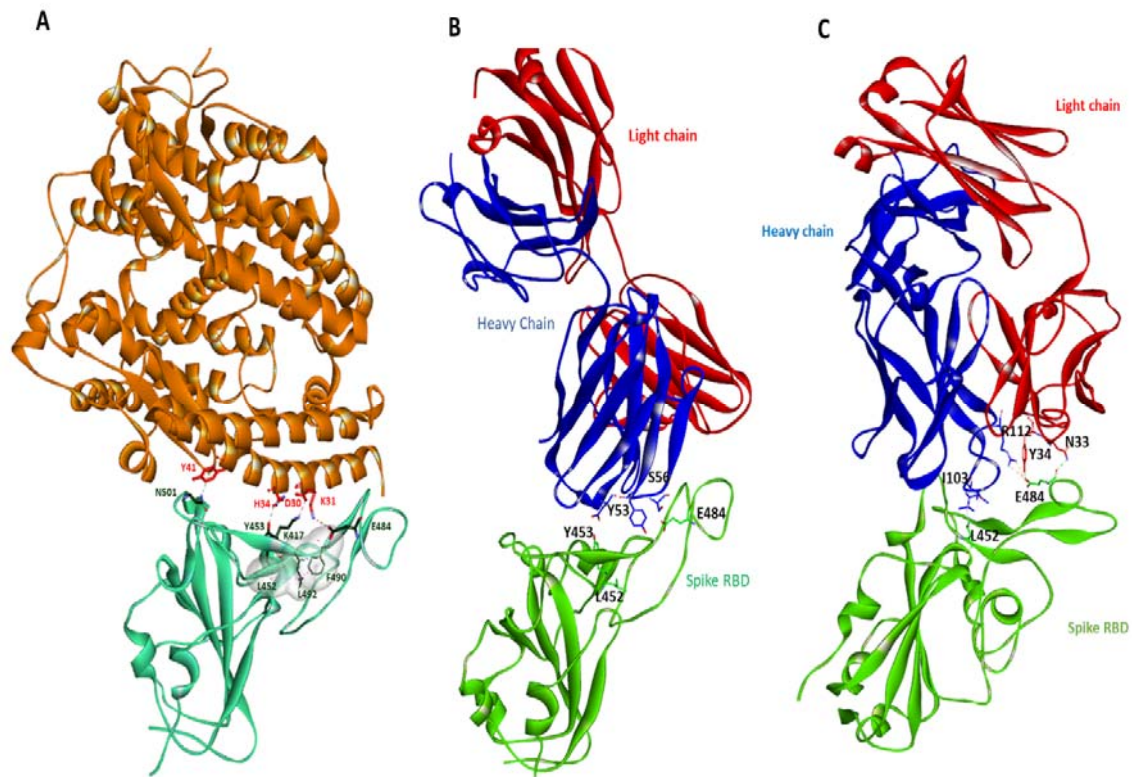 A
B
C
Light chain
Light chain
Heavy chain
Heavy Chain
Y41
N501
H34
D30
K31
Y453
K417
E484
L452
F490
L492
S56
Y53
Y453
E484
L452
Spike RBD
R112
N33
Y34
I103
E484
L452
Spike RBD